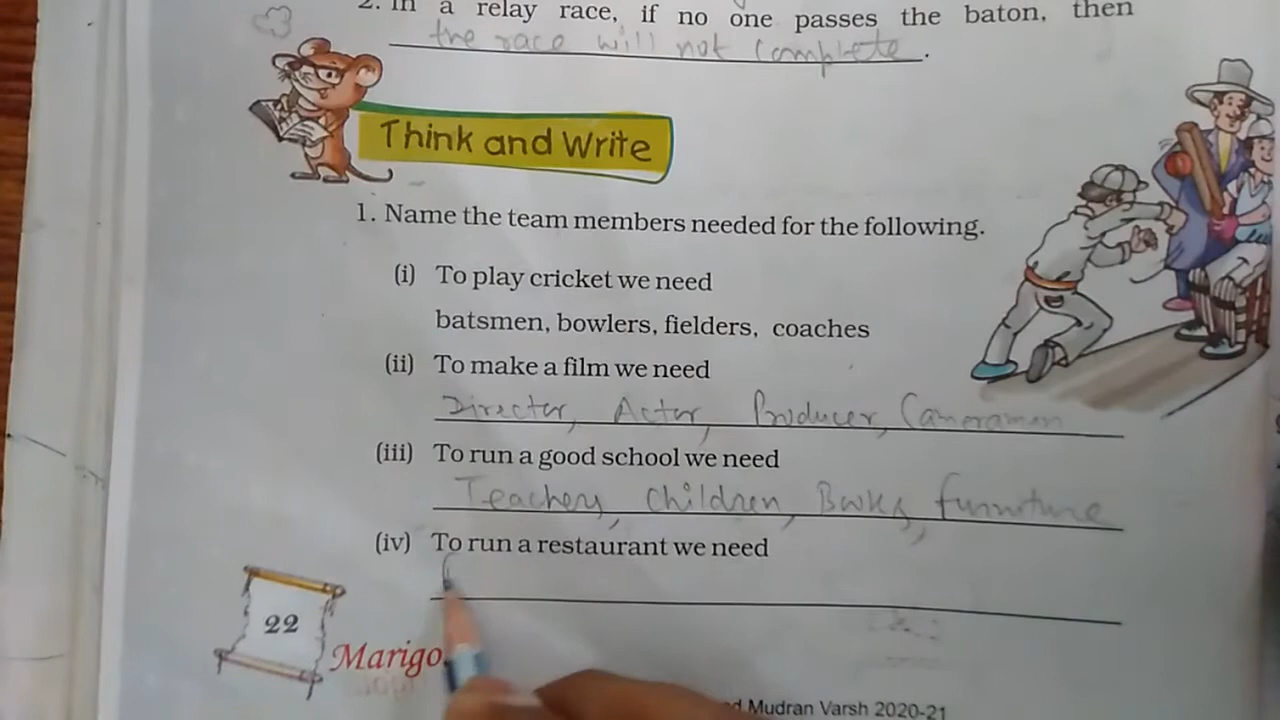 2. In a relay race, if no one passes the baton, then
the race will not complete.
Think and Write
1. Name the team members needed for the following.
(i) To play cricket we need
batsmen, bowlers, fielders, coaches
(ii) To make a film we need
Director, Actor, Producer, Cameraman
(iii) To run a good school we need
Teachers, Children, Books, furniture
(iv) To run a restaurant we need
22
Marigo
Mudran Varsh 2020-21